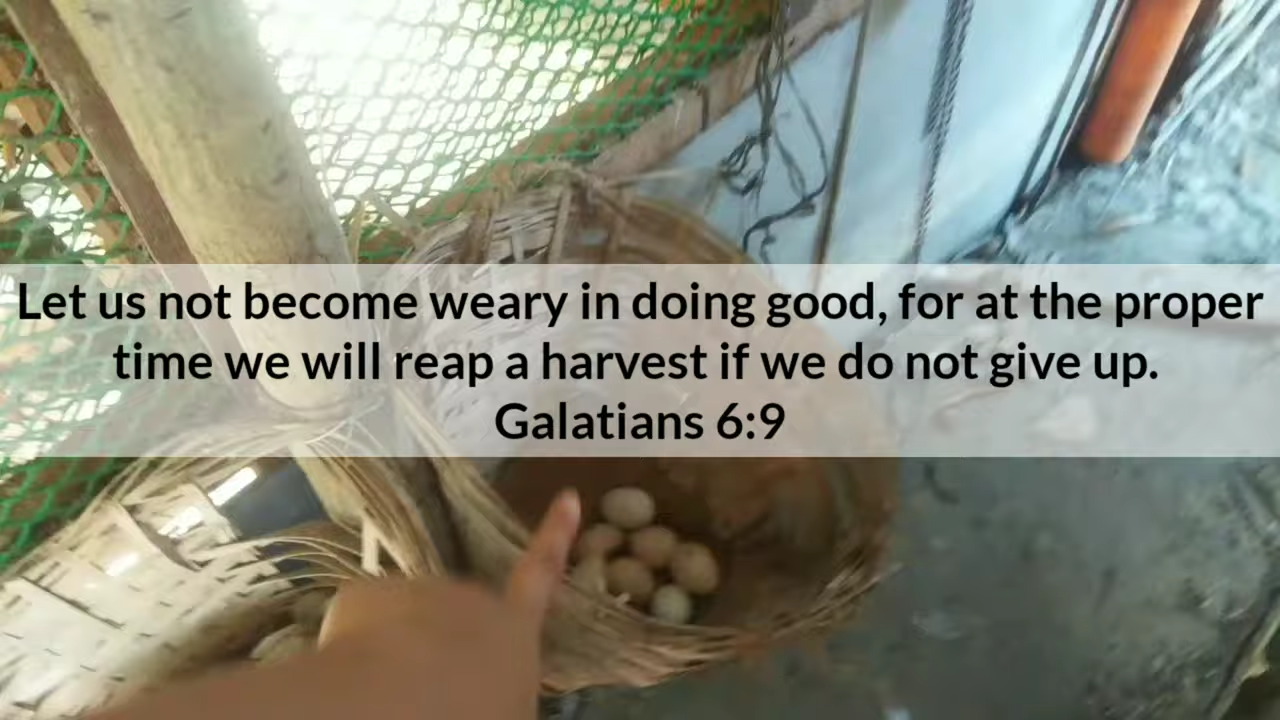 Let us not become weary in doing good, for at the proper
time we will reap a harvest if we do not give up.
Galatians 6:9